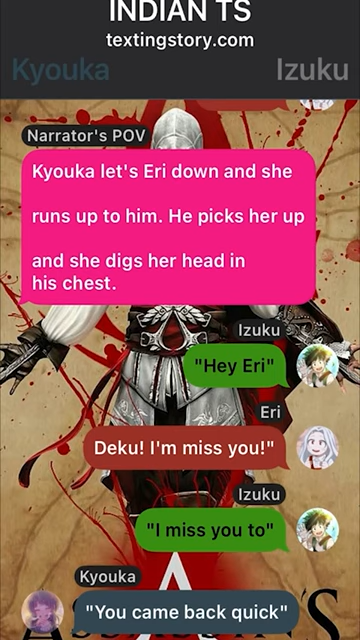 INDIAN TS
textingstory.com
Kyouka Izuku
Narrator's POV
Kyouka let's Eri down and she
runs up to him. He picks her up
and she digs her head in
his chest.
Izuku
"Hey Eri"
Eri
Deku! I'm miss you!"
Izuku
"I miss you to"
Kyouka
"You came back quick"